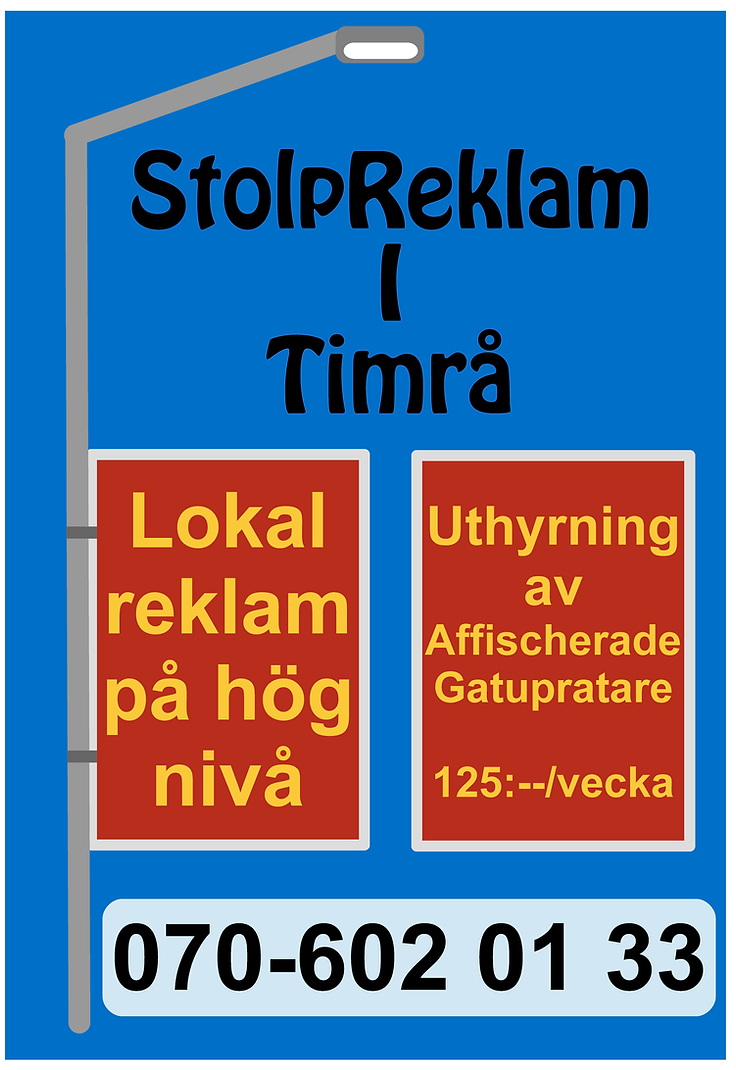 StolpReklam
I
Timrå
Lokal
reklam
på hög
nivå
Uthyrning
av
Affischerade
Gatupratare
125:--/vecka
070-602 01 33